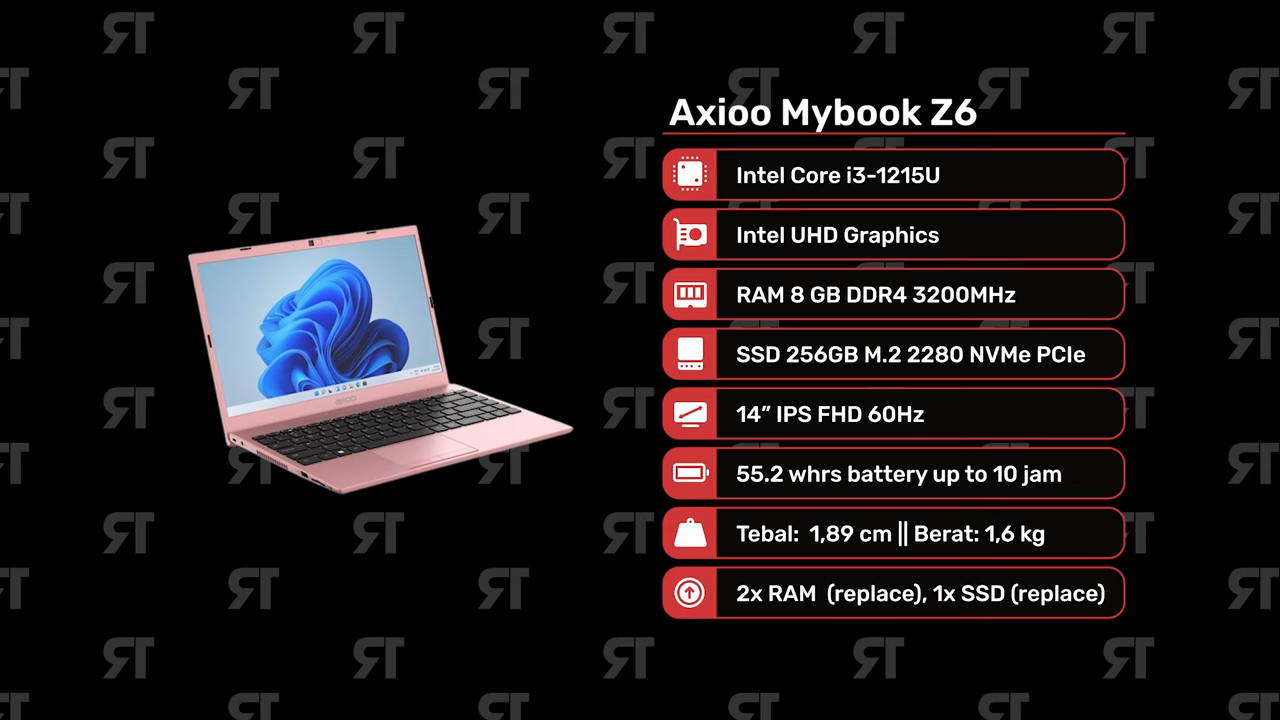 Axioo Mybook Z6
Intel Core i3-1215U
Intel UHD Graphics
RAM 8 GB DDR4 3200MHz
SSD 256GB M.2 2280 NVMe PCIe
14” IPS FHD 60Hz
55.2 whrs battery up to 10 jam
Tebal:  1,89 cm || Berat: 1,6 kg
2x RAM  (replace), 1x SSD (replace)
AXIOO